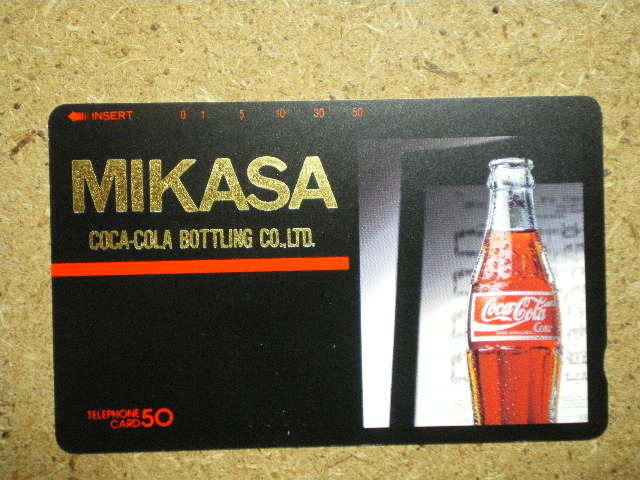 INSERT 0 1 5 10 30 50
MIKASA
COCA-COLA BOTTLING CO.,LTD.
Coca-Cola
Coke
TELEPHONE
CARD 50